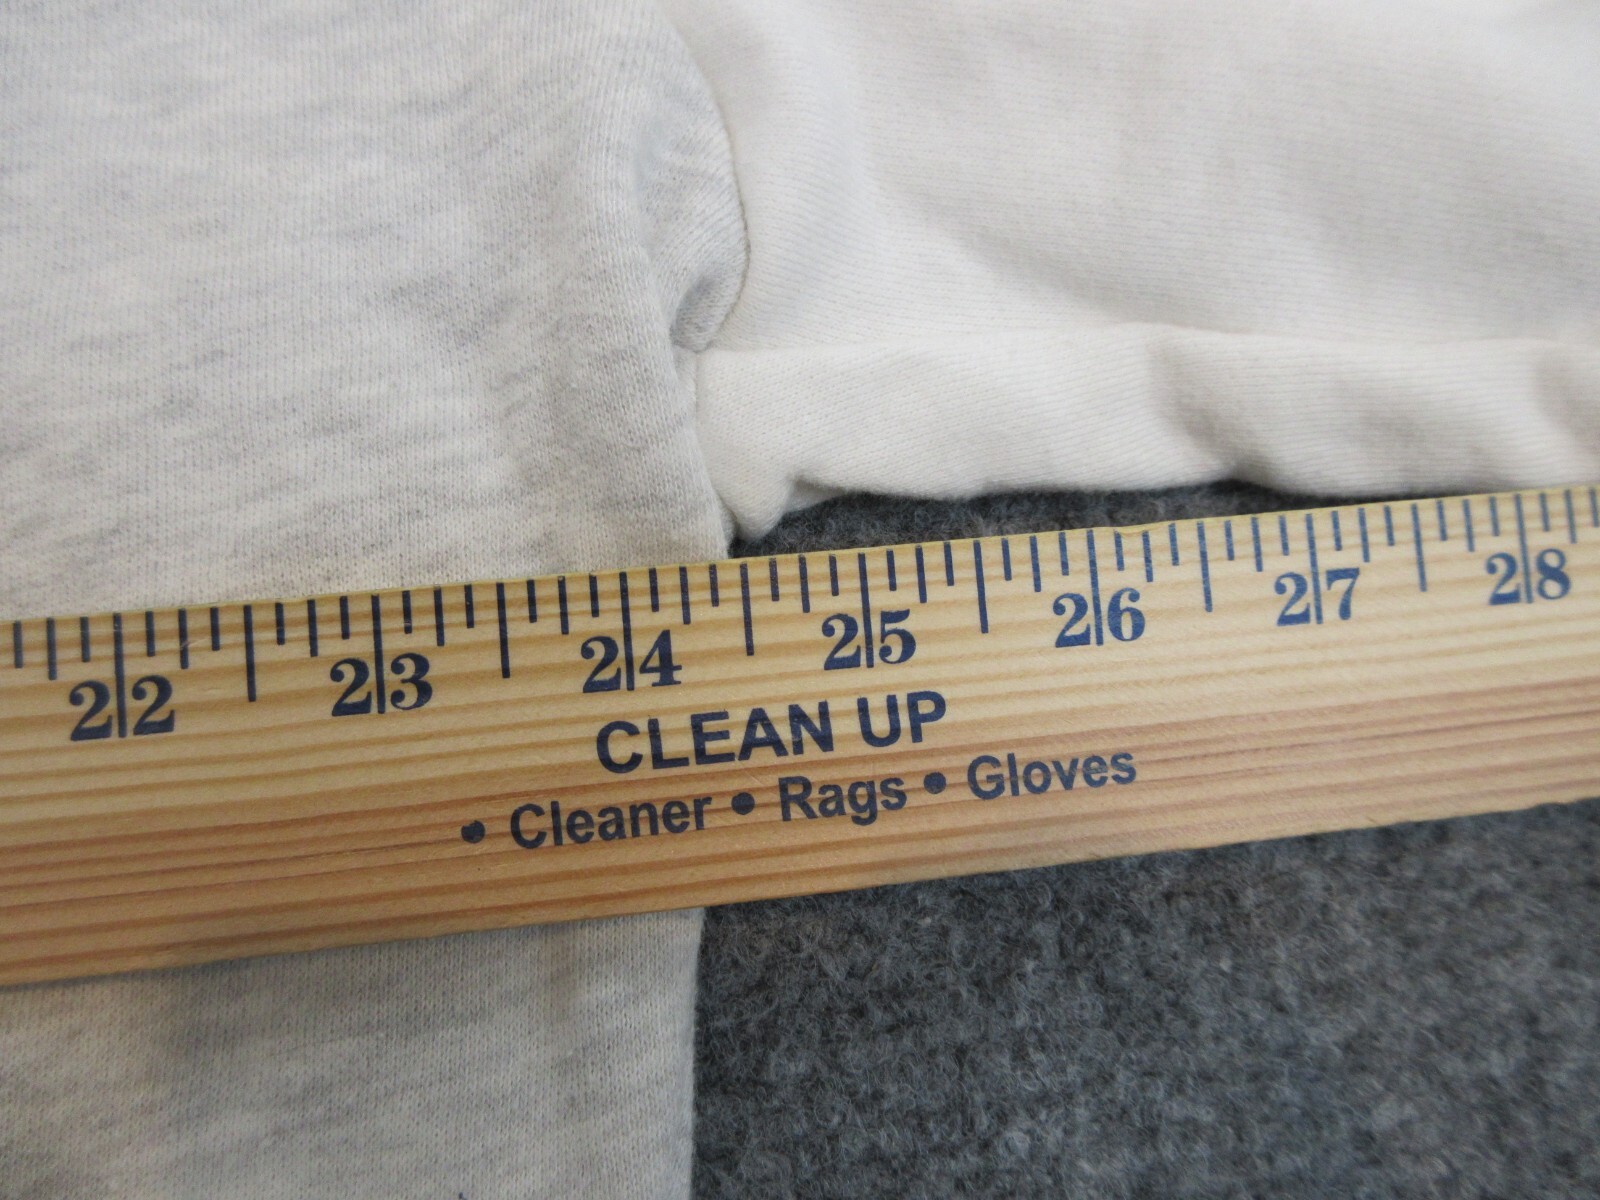 22 23 24 25 26 27 28
CLEAN UP
• Cleaner • Rags • Gloves